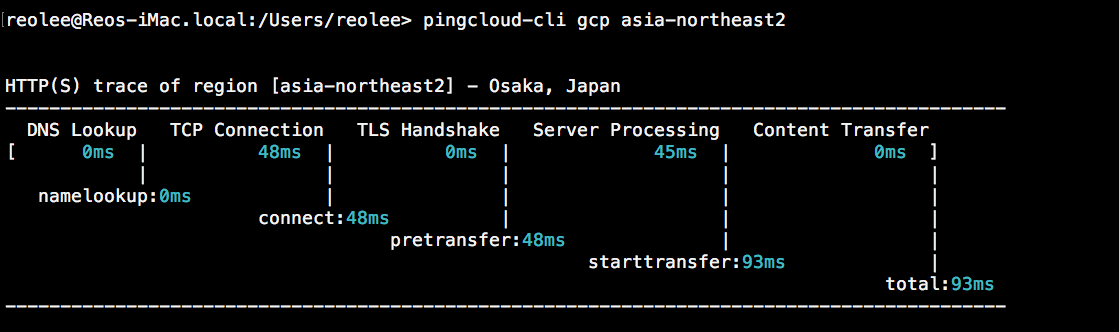 reolee@Reos-iMac.local:/Users/reolee> pingcloud-cli gcp asia-northeast2
HTTP(S) trace of region [asia-northeast2] - Osaka, Japan
--------------------------------------------------------------------------------------------
  DNS Lookup   TCP Connection   TLS Handshake   Server Processing   Content Transfer
[      0ms  |          48ms  |          0ms  |             45ms  |             0ms  ]
            |                |               |                   |                  |
   namelookup:0ms            |               |                   |                  |
                       connect:48ms          |                   |                  |
                                   pretransfer:48ms              |                  |
                                                     starttransfer:93ms             |
                                                                                total:93ms
--------------------------------------------------------------------------------------------